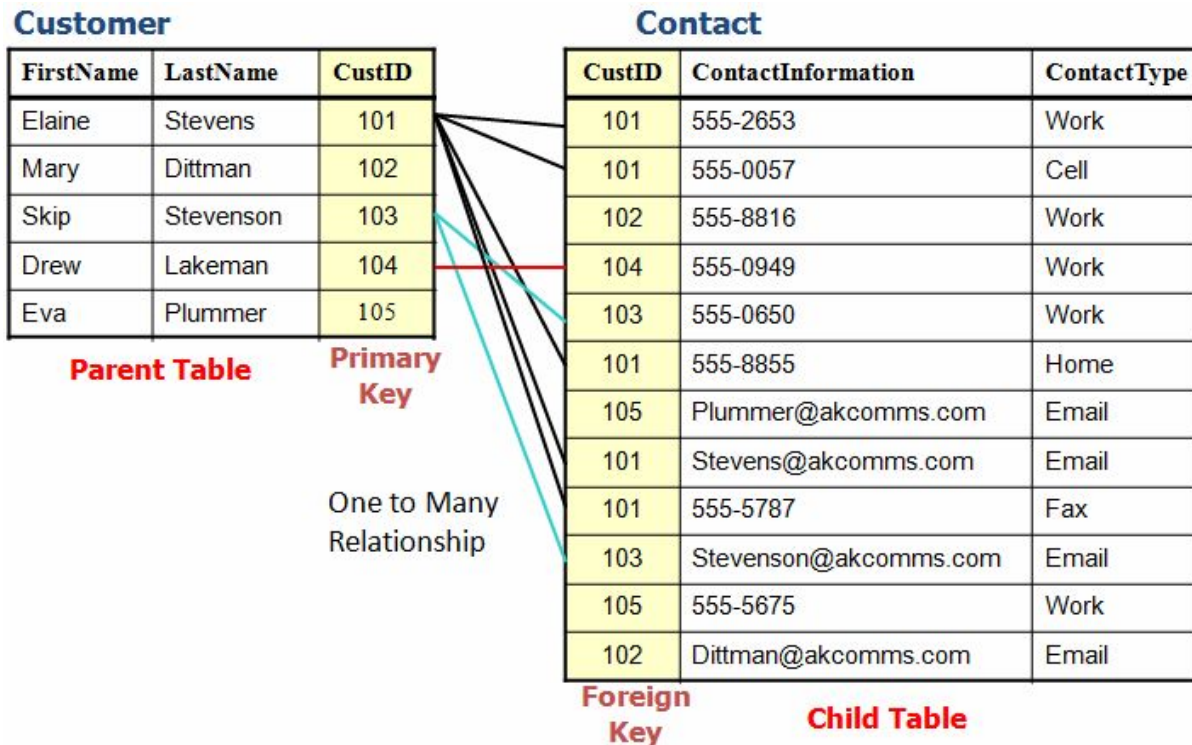 Customer
FirstName LastName CustID
Elaine Stevens 101
Mary Dittman 102
Skip Stevenson 103
Drew Lakeman 104
Eva Plummer 105
Parent Table
Primary
Key
One to Many
Relationship
Contact
CustID ContactInformation ContactType
101 555-2653 Work
101 555-0057 Cell
102 555-8816 Work
104 555-0949 Work
103 555-0650 Work
101 555-8855 Home
105 Plummer@akcomms.com Email
101 Stevens@akcomms.com Email
101 555-5787 Fax
103 Stevenson@akcomms.com Email
105 555-5675 Work
102 Dittman@akcomms.com Email
Foreign
Key
Child Table